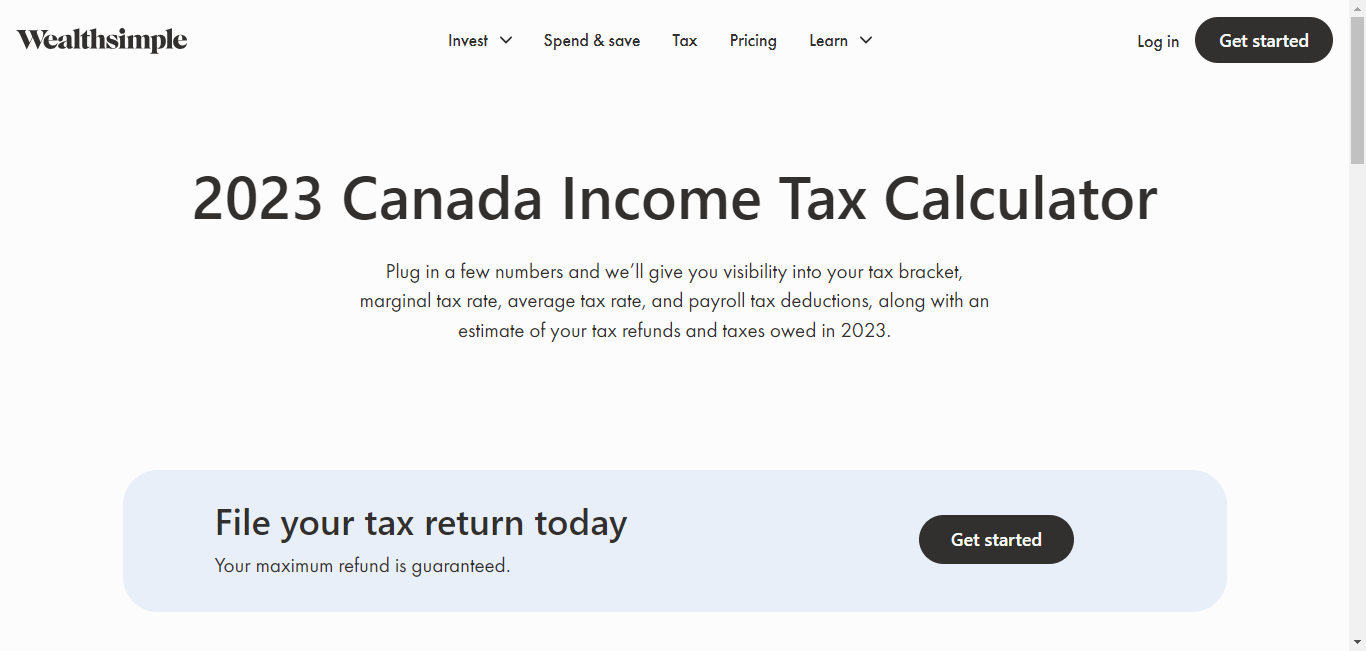 Wealthsimple
Invest
Spend & save
Tax
Pricing
Learn
Log in
Get started
2023 Canada Income Tax Calculator
Plug in a few numbers and we’ll give you visibility into your tax bracket,
marginal tax rate, average tax rate, and payroll tax deductions, along with an
estimate of your tax refunds and taxes owed in 2023.
File your tax return today
Your maximum refund is guaranteed.
Get started